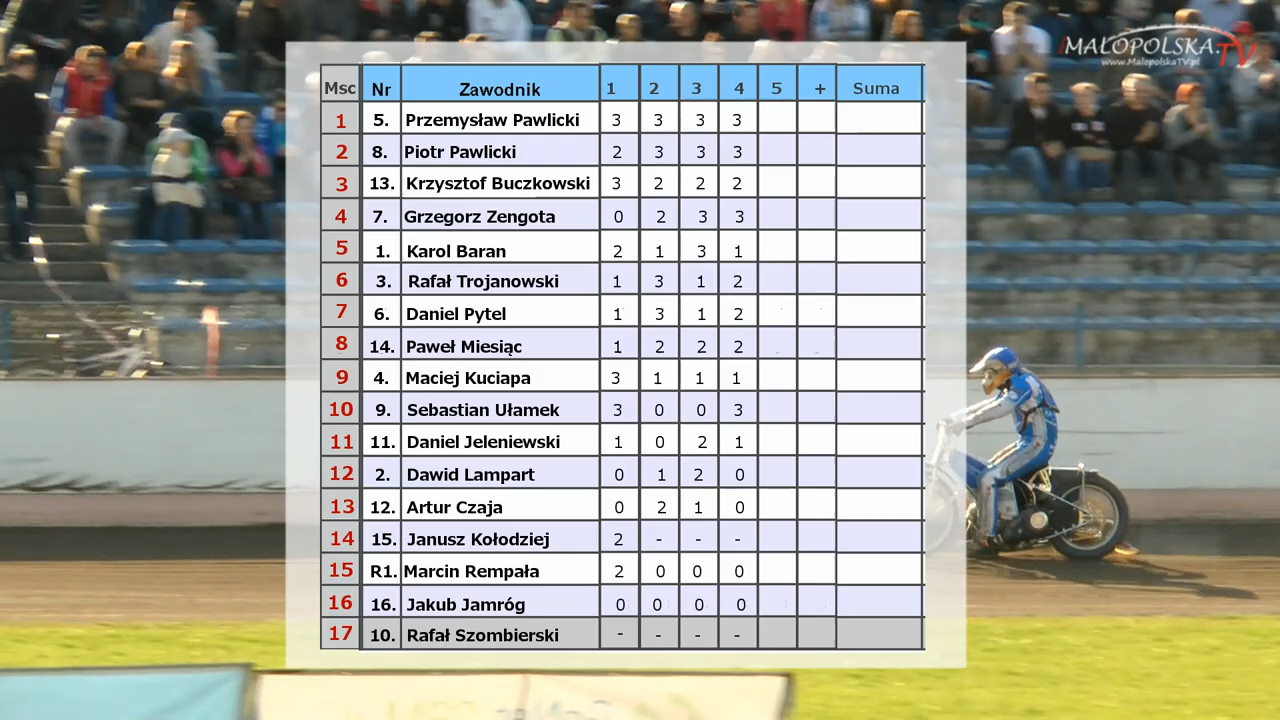 MALOPOLSKA TV
www.MalopolskaTV.pl
Msc Nr Zawodnik 1 2 3 4 5 + Suma
1 5. Przemysław Pawlicki 3 3 3 3
2 8. Piotr Pawlicki 2 3 3 3
3 13. Krzysztof Buczkowski 3 2 2 2
4 7. Grzegorz Zengota 0 2 3 3
5 1. Karol Baran 2 1 3 1
6 3. Rafał Trojanowski 1 3 1 2
7 6. Daniel Pytel 1 3 1 2
8 14. Paweł Miesiąc 1 2 2 2
9 4. Maciej Kuciapa 3 1 1 1
10 9. Sebastian Ułamek 3 0 0 3
11 11. Daniel Jeleniewski 1 0 2 1
12 2. Dawid Lampart 0 1 2 0
13 12. Artur Czaja 0 2 1 0
14 15. Janusz Kołodziej 2 - - -
15 R1. Marcin Rempała 2 0 0 0
16 16. Jakub Jamróg 0 0 0 0
17 10. Rafał Szombierski - - - -